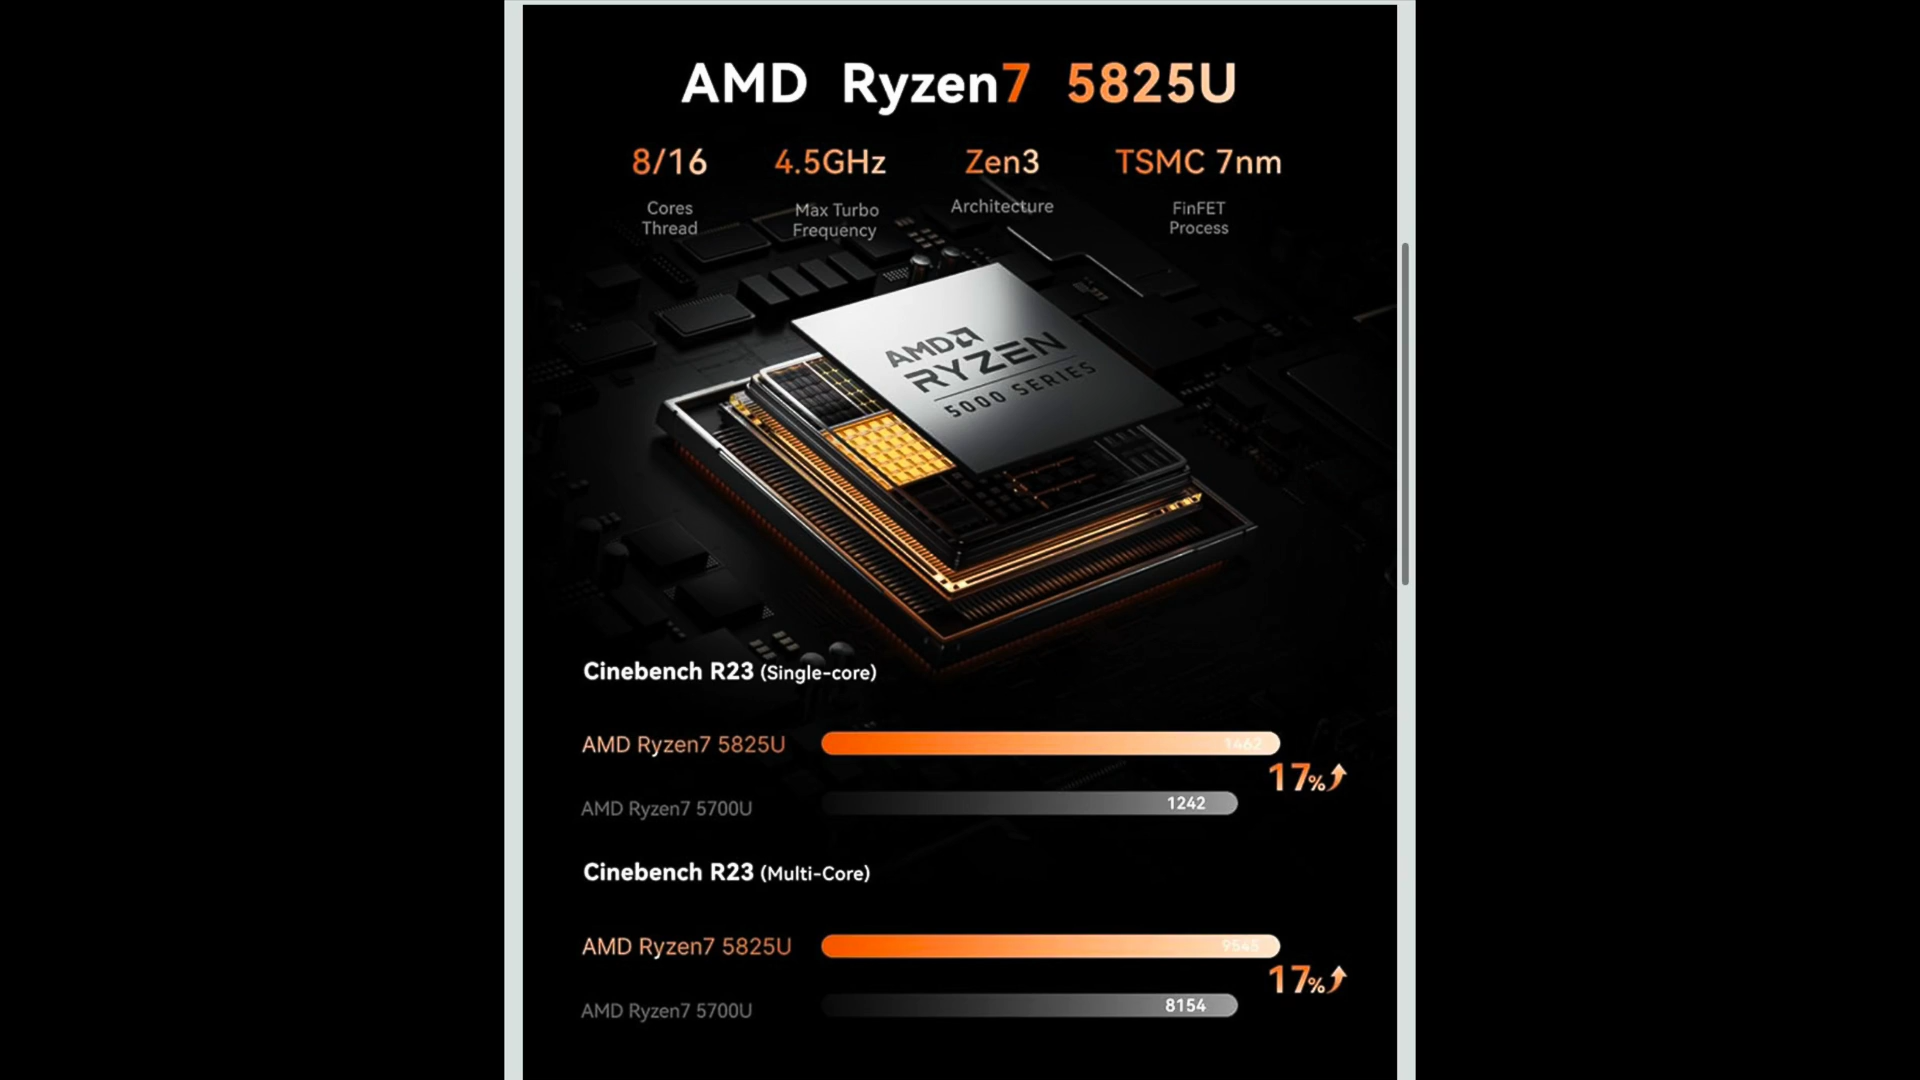 AMD Ryzen7 5825U
8/16 4.5GHz Zen3 TSMC 7nm
Cores Thread
Max Turbo Frequency
Architecture
FinFET Process
AMD
RYZEN
5000 SERIES
Cinebench R23 (Single-core)
AMD Ryzen7 5825U 1462
17%
AMD Ryzen7 5700U 1242
Cinebench R23 (Multi-Core)
AMD Ryzen7 5825U 9545
17%
AMD Ryzen7 5700U 8154